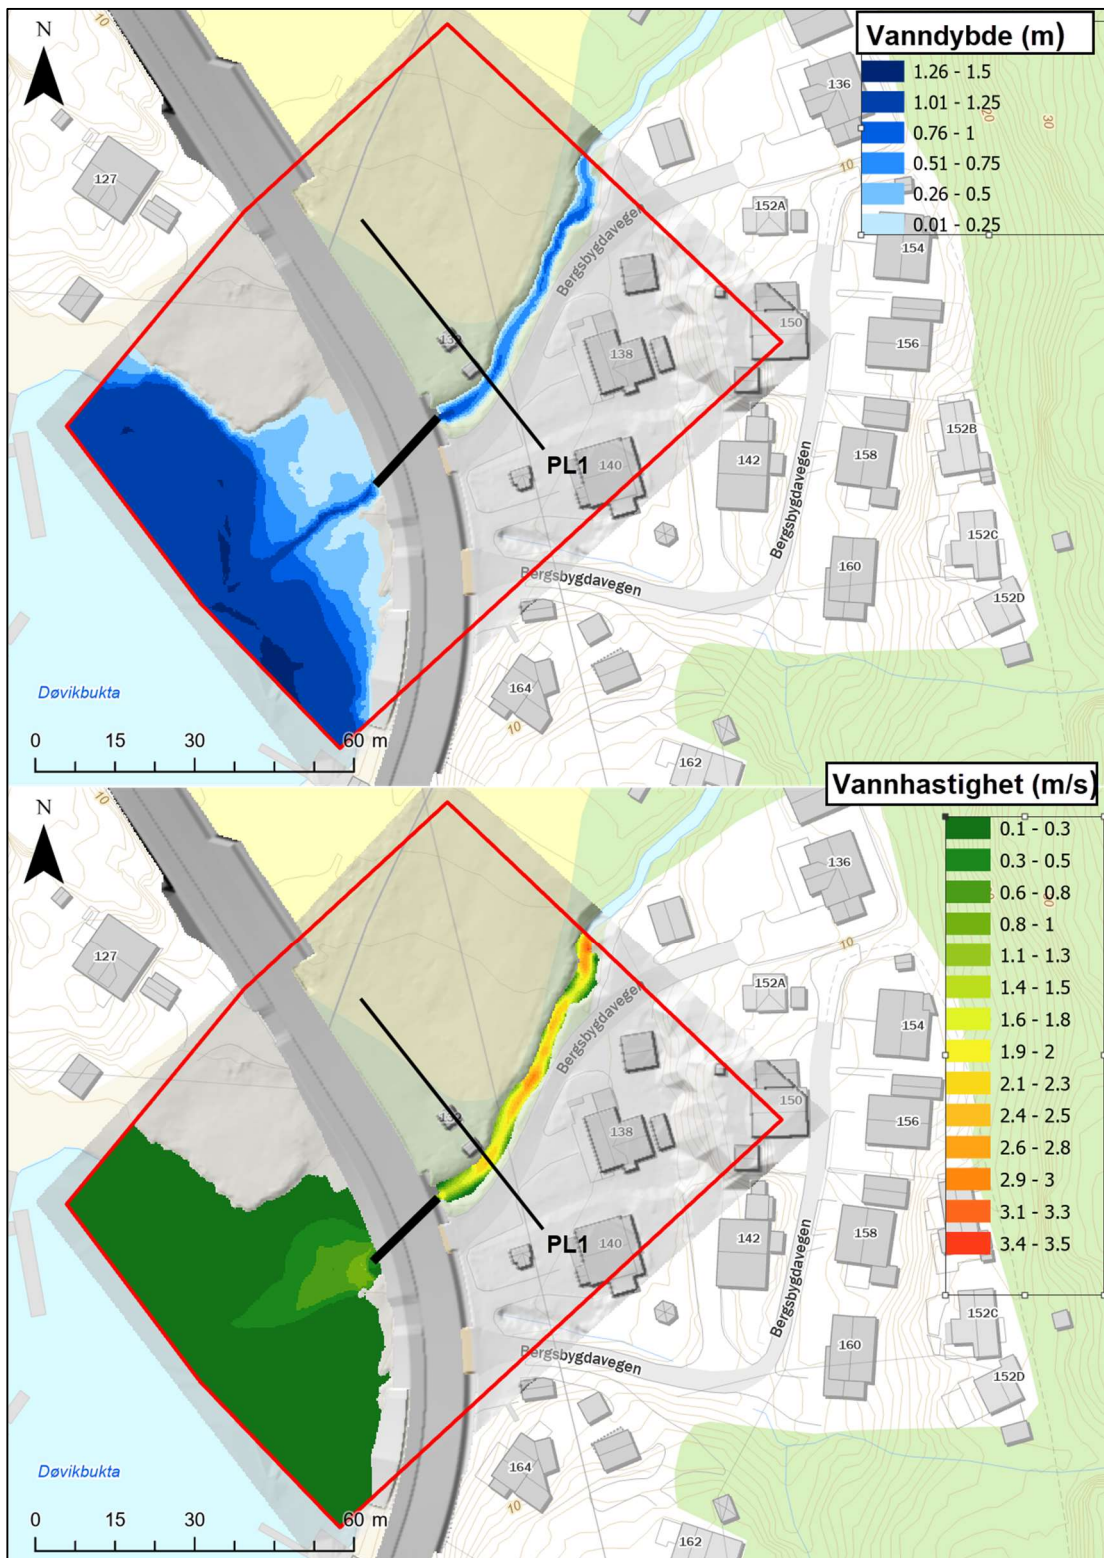 N
10
Vanndybde (m)
1.26 - 1.5
1.01 - 1.25
0.76 - 1
0.51 - 0.75
0.26 - 0.5
0.01 - 0.25
136
20
30
127
10
152A
Bergsbygdavegen
154
150
156
138
152B
PL1
140
142
158
Bergsbygdavegen
152C
Bergsbygdavegen
160
152D
Døvikbukta
164
10
162
0 15 30 60 m
N
10
Vannhastighet (m/s)
0.1 - 0.3
0.3 - 0.5
0.6 - 0.8
0.8 - 1
1.1 - 1.3
1.4 - 1.5
1.6 - 1.8
1.9 - 2
2.1 - 2.3
2.4 - 2.5
2.6 - 2.8
2.9 - 3
3.1 - 3.3
3.4 - 3.5
136
127
10
152A
Bergsbygdavegen
154
150
156
138
PL1
140
142
158
Bergsbygdavegen
152C
Bergsbygdavegen
160
152D
Døvikbukta
164
10
162
0 15 30 60 m